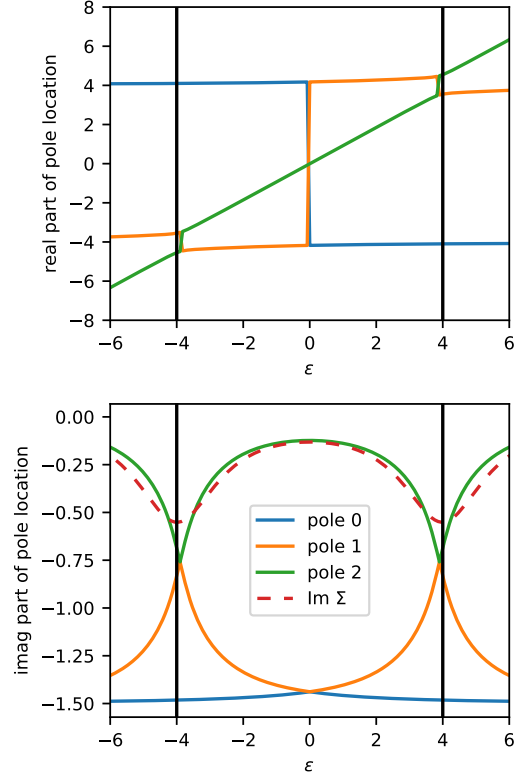 8
6
4
2
0
−2
−4
−6
−8
real part of pole location
−6 −4 −2 0 2 4 6
ε
0.00
−0.25
−0.50
−0.75
−1.00
−1.25
−1.50
imag part of pole location
pole 0
pole 1
pole 2
Im Σ
−6 −4 −2 0 2 4 6
ε